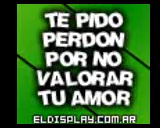 TE PIDO
PERDON
POR NO
VALORAR
TU AMOR
ELDISPLAY.COM.AR